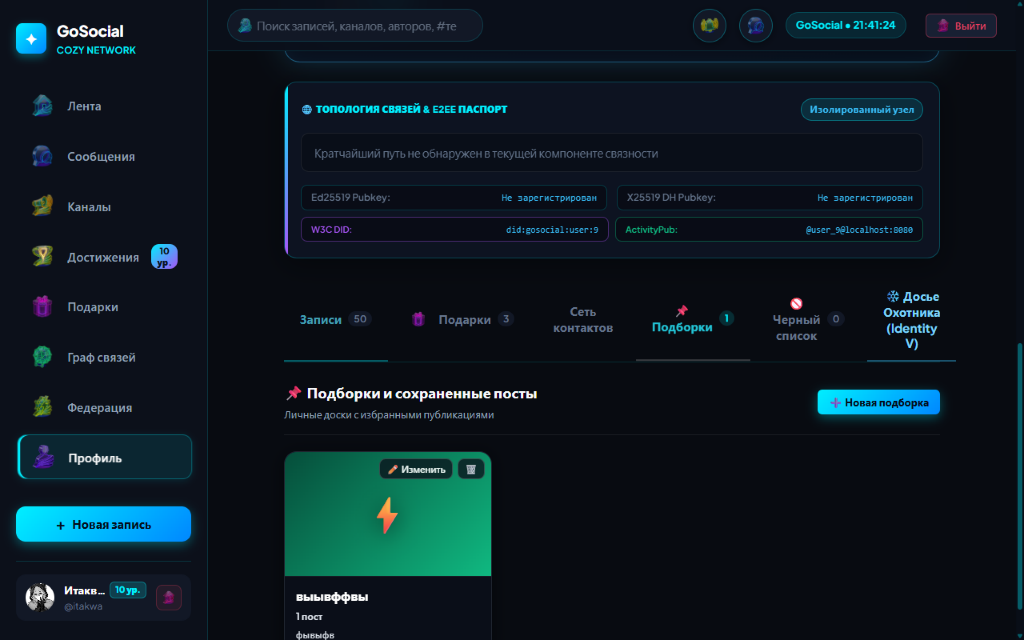 GoSocial
COZY NETWORK
Лента
Сообщения
Каналы
Достижения
10
ур.
Подарки
Граф связей
Федерация
Профиль
+ Новая запись
Итакв...
10 ур.
@itakwa
Поиск записей, каналов, авторов, #те
GoSocial • 21:41:24
Выйти
ТОПОЛОГИЯ СВЯЗЕЙ & E2EE ПАСПОРТ
Изолированный узел
Кратчайший путь не обнаружен в текущей компоненте связности
Ed25519 Pubkey:
Не зарегистрирован
X25519 DH Pubkey:
Не зарегистрирован
W3C DID:
did:gosocial:user:9
ActivityPub:
@user_9@localhost:8080
Записи 50
Подарки 3
Сеть
контактов
Подборки 1
Черный
список
0
Досье
Охотника
(Identity
V)
Подборки и сохраненные посты
Личные доски с избранными публикациями
+ Новая подборка
Изменить
выывффвы
1 пост
фывыфв